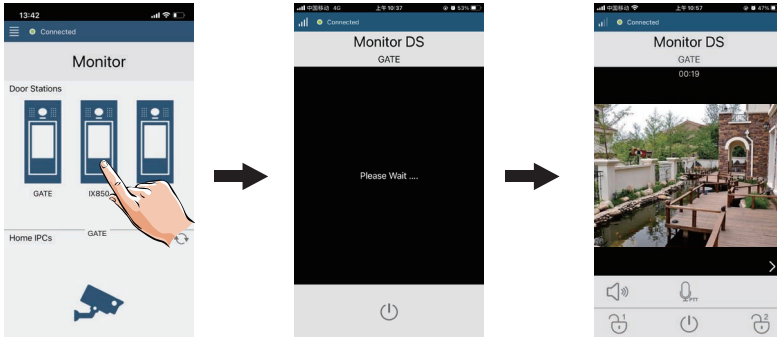 13:42
Connected
Monitor
Door Stations
GATE
IX850
GATE
Home IPCs
中国移动 4G
上午10:37
53%
Connected
Monitor DS
GATE
Please Wait ....
中国移动
上午10:57
47%
Connected
Monitor DS
GATE
00:19
PTT
1
2